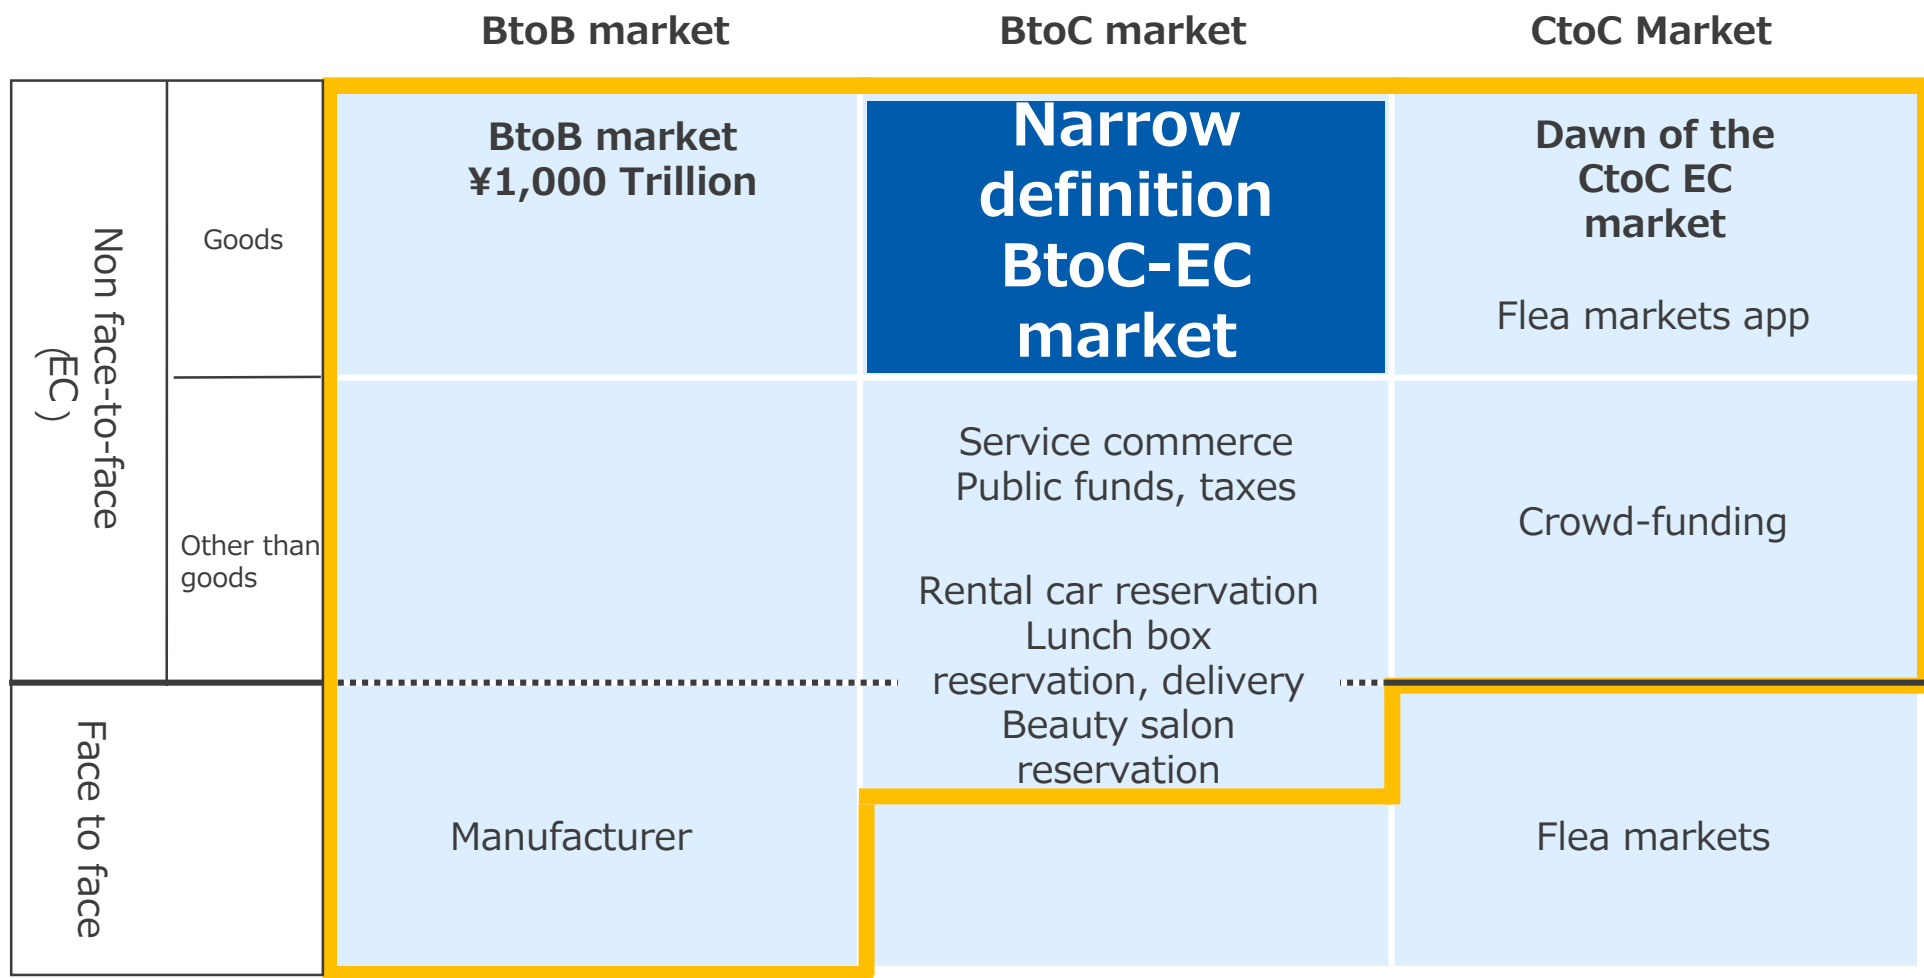 BtoB market
BtoC market
CtoC Market
Non face-to-face
（EC）
Goods
BtoB market
¥1,000 Trillion
Narrow
definition
BtoC-EC
market
Dawn of the
CtoC EC
market
Flea markets app
Other than
goods
Service commerce
Public funds, taxes
Rental car reservation
Lunch box
reservation, delivery
Beauty salon
reservation
Crowd-funding
Face to face
Manufacturer
Flea markets